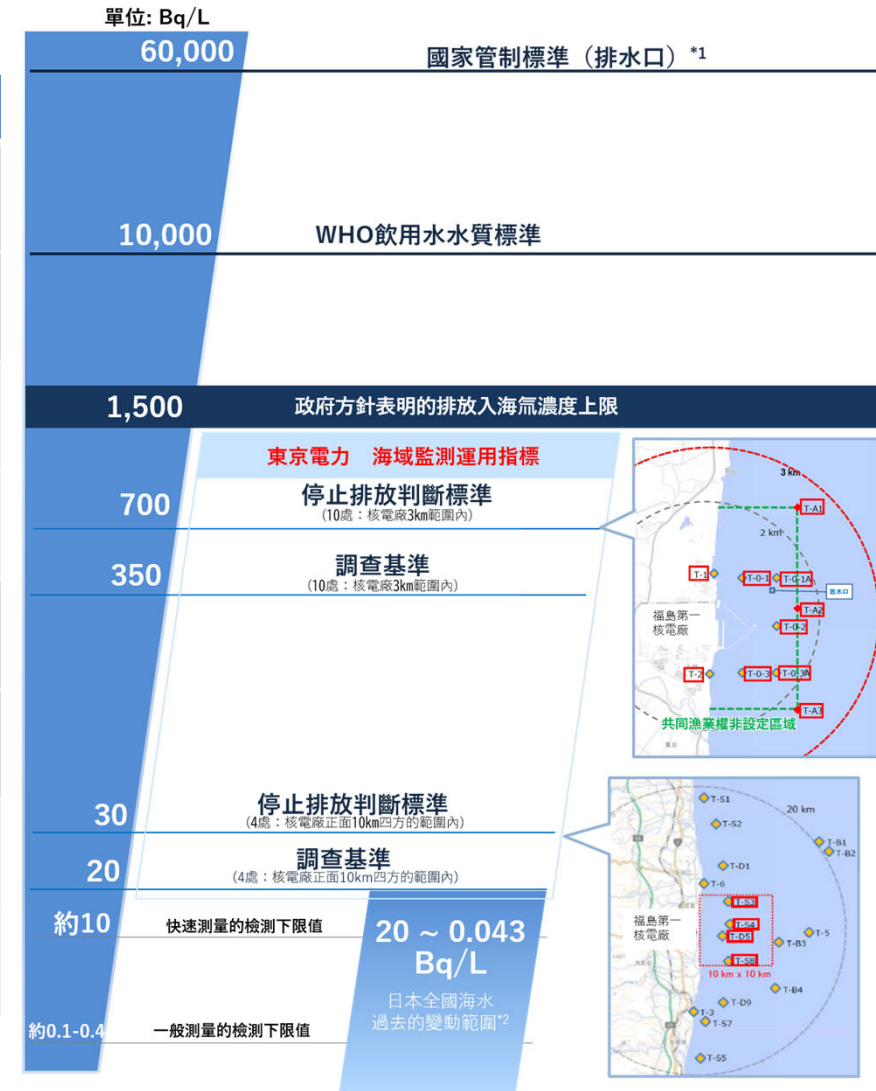 單位: Bq/L
60,000
國家管制標準（排水口）*1
10,000
WHO飲用水水質標準
1,500
政府方針表明的排放入海氚濃度上限
東京電力　海域監測運用指標
700
停止排放判斷標準
(10處：核電廠3km範圍內)
350
調查基準
(10處：核電廠3km範圍內)
3 km
T-A1
2 km
T-1
T-0-1
T-0-1A
放水口
T-A2
福島第一
核電廠
T-0-2
T-2
T-0-3
T-0-3A
T-A3
共同漁業權非設定區域
30
停止排放判斷標準
(4處：核電廠正面10km四方的範圍內)
20
調查基準
(4處：核電廠正面10km四方的範圍內)
約10
快速測量的檢測下限值
20 ~ 0.043
Bq/L
日本全國海水
過去的變動範圍*2
約0.1-0.4
一般測量的檢測下限值
T-S1
20 km
T-S2
T-B1
T-B2
T-D1
T-6
T-S3
福島第一
核電廠
T-S4
T-D5
T-5
T-B3
T-S8
10 km x 10 km
T-B4
T-D9
T-3
T-S7
T-S5